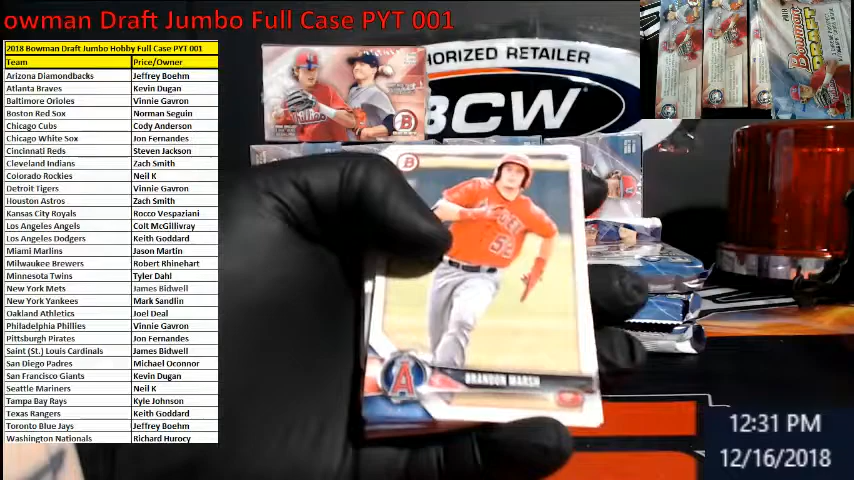 owman Draft Jumbo Full Case PYT 001
2018 Bowman Draft Jumbo Hobby Full Case PYT 001
Team Price/Owner
Arizona Diamondbacks Jeffrey Boehm
Atlanta Braves Kevin Dugan
Baltimore Orioles Vinnie Gavron
Boston Red Sox Norman Seguin
Chicago Cubs Cody Anderson
Chicago White Sox Jon Fernandes
Cincinnati Reds Steven Jackson
Cleveland Indians Zach Smith
Colorado Rockies Neil K
Detroit Tigers Vinnie Gavron
Houston Astros Zach Smith
Kansas City Royals Rocco Vespaziani
Los Angeles Angels Colt McGillivray
Los Angeles Dodgers Keith Goddard
Miami Marlins Jason Martin
Milwaukee Brewers Robert Rhinehart
Minnesota Twins Tyler Dahl
New York Mets James Bidwell
New York Yankees Mark Sandlin
Oakland Athletics Joel Deal
Philadelphia Phillies Vinnie Gavron
Pittsburgh Pirates Jon Fernandes
Saint (St.) Louis Cardinals James Bidwell
San Diego Padres Michael Oconnor
San Francisco Giants Kevin Dugan
Seattle Mariners Neil K
Tampa Bay Rays Kyle Johnson
Texas Rangers Keith Goddard
Toronto Blue Jays Jeffrey Boehm
Washington Nationals Richard Hurocy
HORIZED RETAILER
BCW
Phillies
B
B
BRANDON MARSH
A
Bowman
DRAFT
12:31 PM
12/16/2018